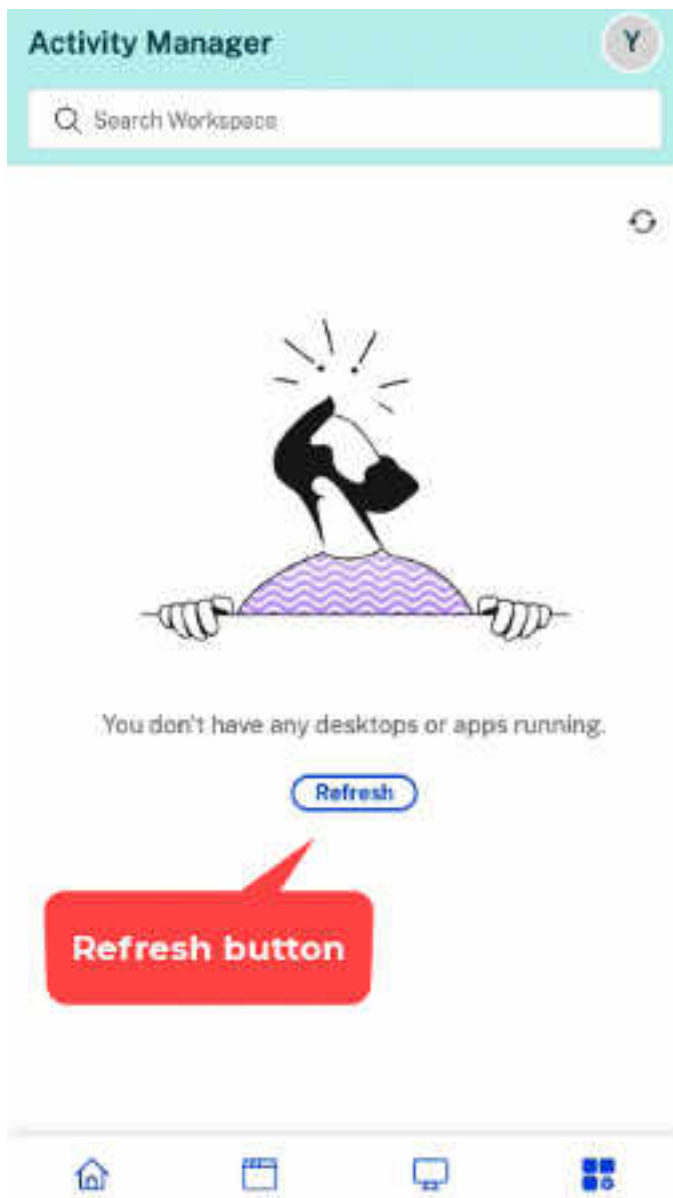 Activity Manager
Y
Search Workspace
You don't have any desktops or apps running.
Refresh
Refresh button